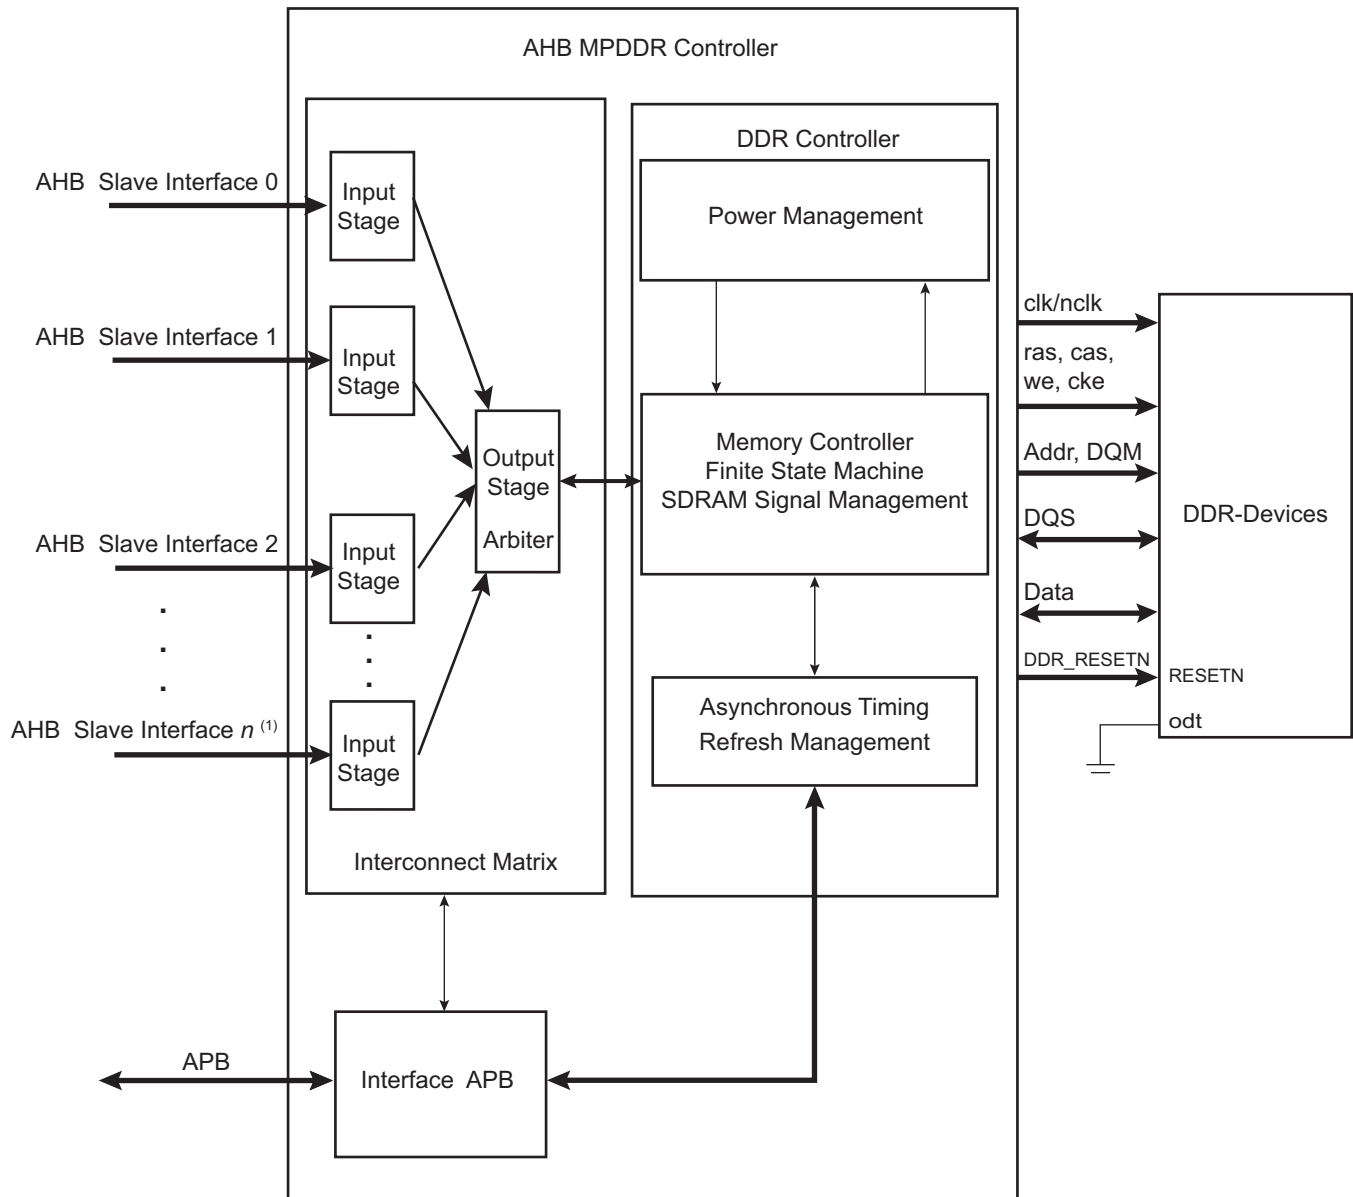 AHB MPDDR Controller
DDR Controller
AHB Slave Interface 0
Input
Stage
Power Management
AHB Slave Interface 1
Input
Stage
clk/nclk
ras, cas,
we, cke
Output
Stage
Arbiter
Memory Controller
Finite State Machine
SDRAM Signal Management
Addr, DQM
DQS
Data
DDR_RESETN
DDR-Devices
RESETN
odt
AHB Slave Interface 2
Input
Stage
.
.
.
.
.
.
AHB Slave Interface n (1)
Input
Stage
Asynchronous Timing
Refresh Management
Interconnect Matrix
APB
Interface APB